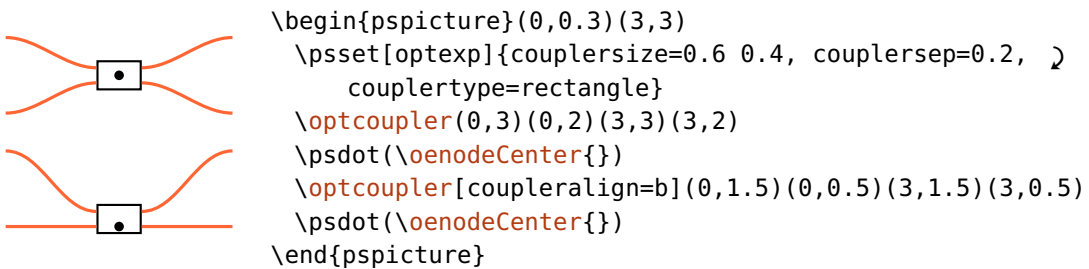 \begin{pspicture}(0,0.3)(3,3)
\psset[optexp]{couplersize=0.6 0.4, couplersep=0.2,
couplertype=rectangle}
\optcoupler(0,3)(0,2)(3,3)(3,2)
\psdot(\oenodeCenter{})
\optcoupler[coupleralign=b](0,1.5)(0,0.5)(3,1.5)(3,0.5)
\psdot(\oenodeCenter{})
\end{pspicture}